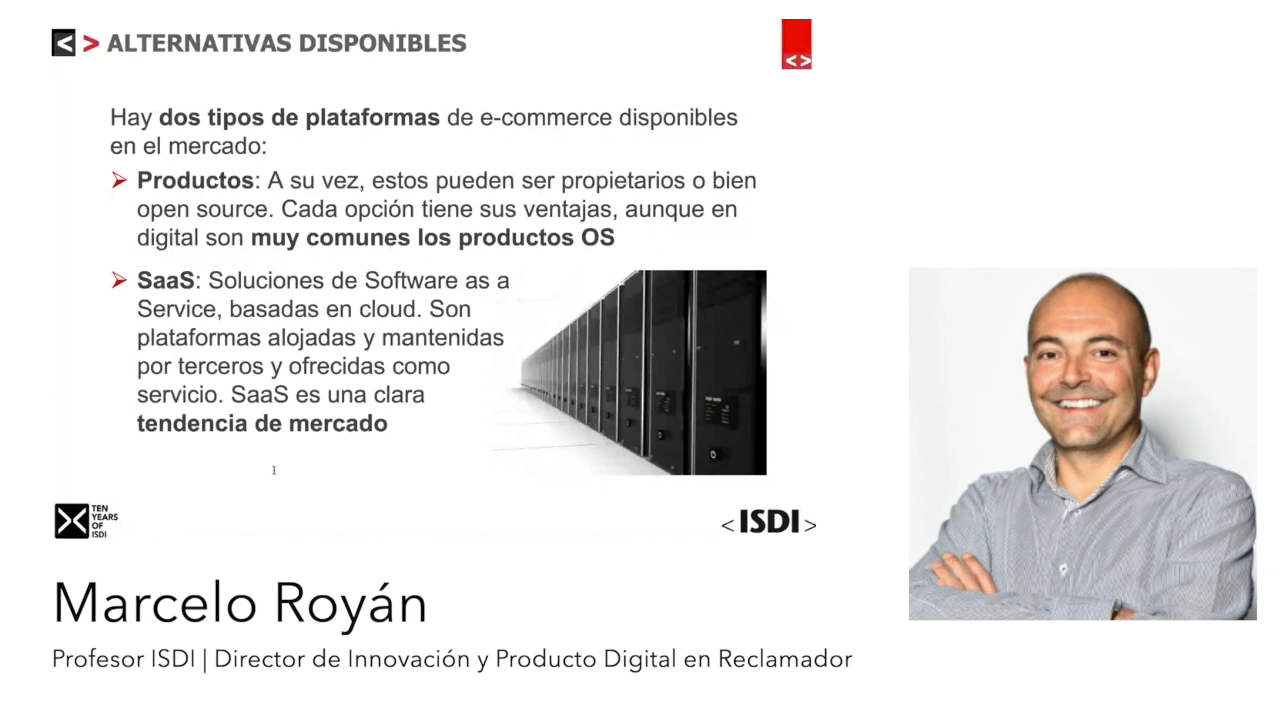 < > ALTERNATIVAS DISPONIBLES
< >
Hay dos tipos de plataformas de e-commerce disponibles
en el mercado:
➢ Productos: A su vez, estos pueden ser propietarios o bien
open source. Cada opción tiene sus ventajas, aunque en
digital son muy comunes los productos OS
➢ SaaS: Soluciones de Software as a
Service, basadas en cloud. Son
plataformas alojadas y mantenidas
por terceros y ofrecidas como
servicio. SaaS es una clara
tendencia de mercado
TEN
YEARS
OF
ISDI
<ISDI>
Marcelo Royán
Profesor ISDI | Director de Innovación y Producto Digital en Reclamador